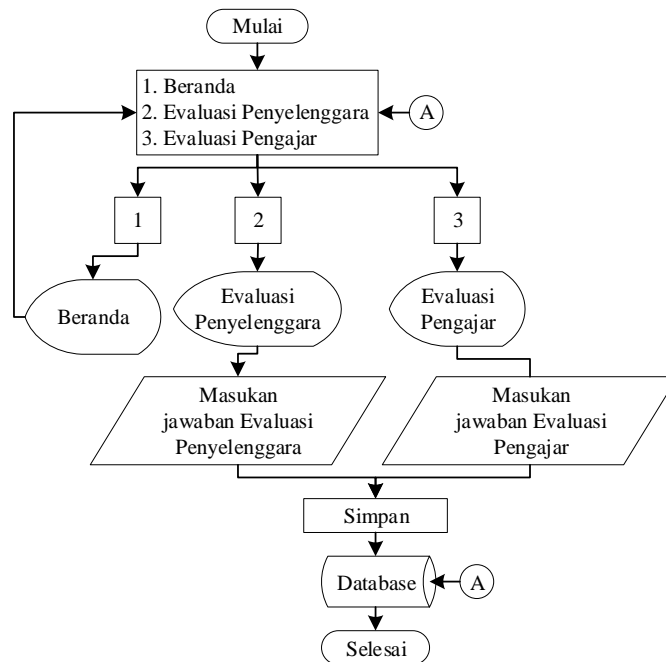 Mulai
1. Beranda
2. Evaluasi Penyelenggara
3. Evaluasi Pengajar
A
1
2
3
Beranda
Evaluasi
Penyelenggara
Evaluasi
Pengajar
Masukan
jawaban Evaluasi
Penyelenggara
Masukan
jawaban Evaluasi
Pengajar
Simpan
Database
A
Selesai